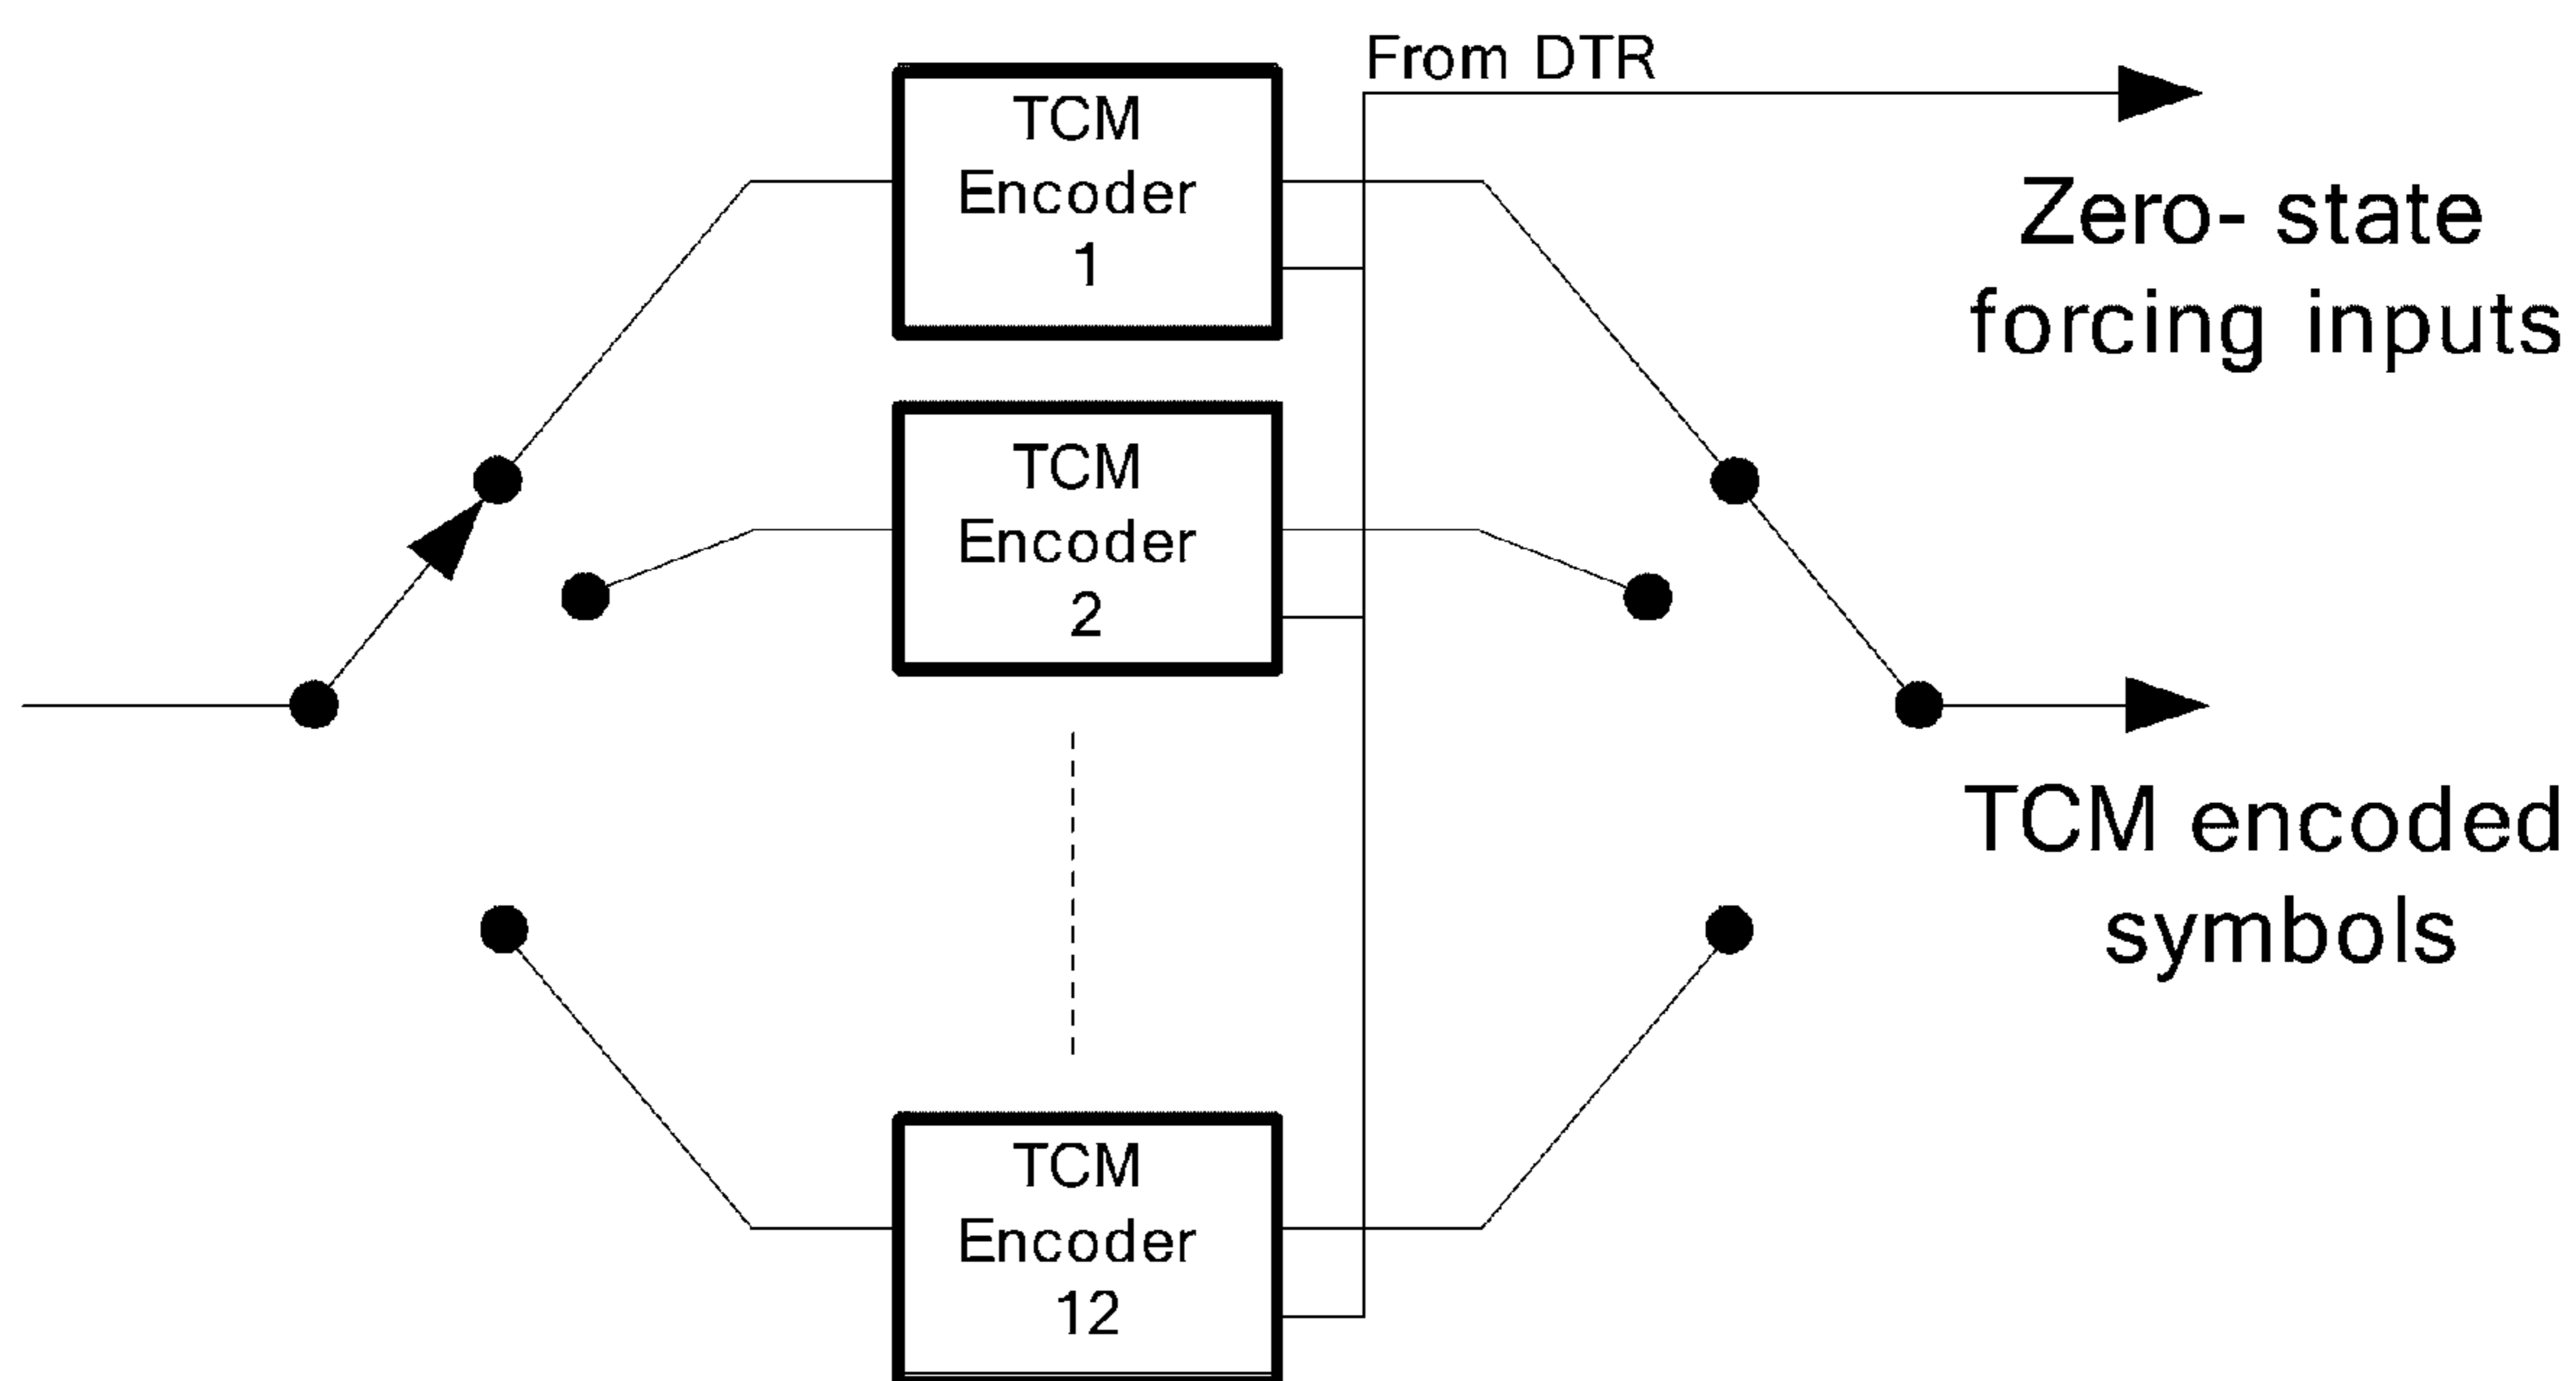 From DTR
TCM
Encoder
1
Zero- state
forcing inputs
TCM
Encoder
2
TCM encoded
symbols
TCM
Encoder
12